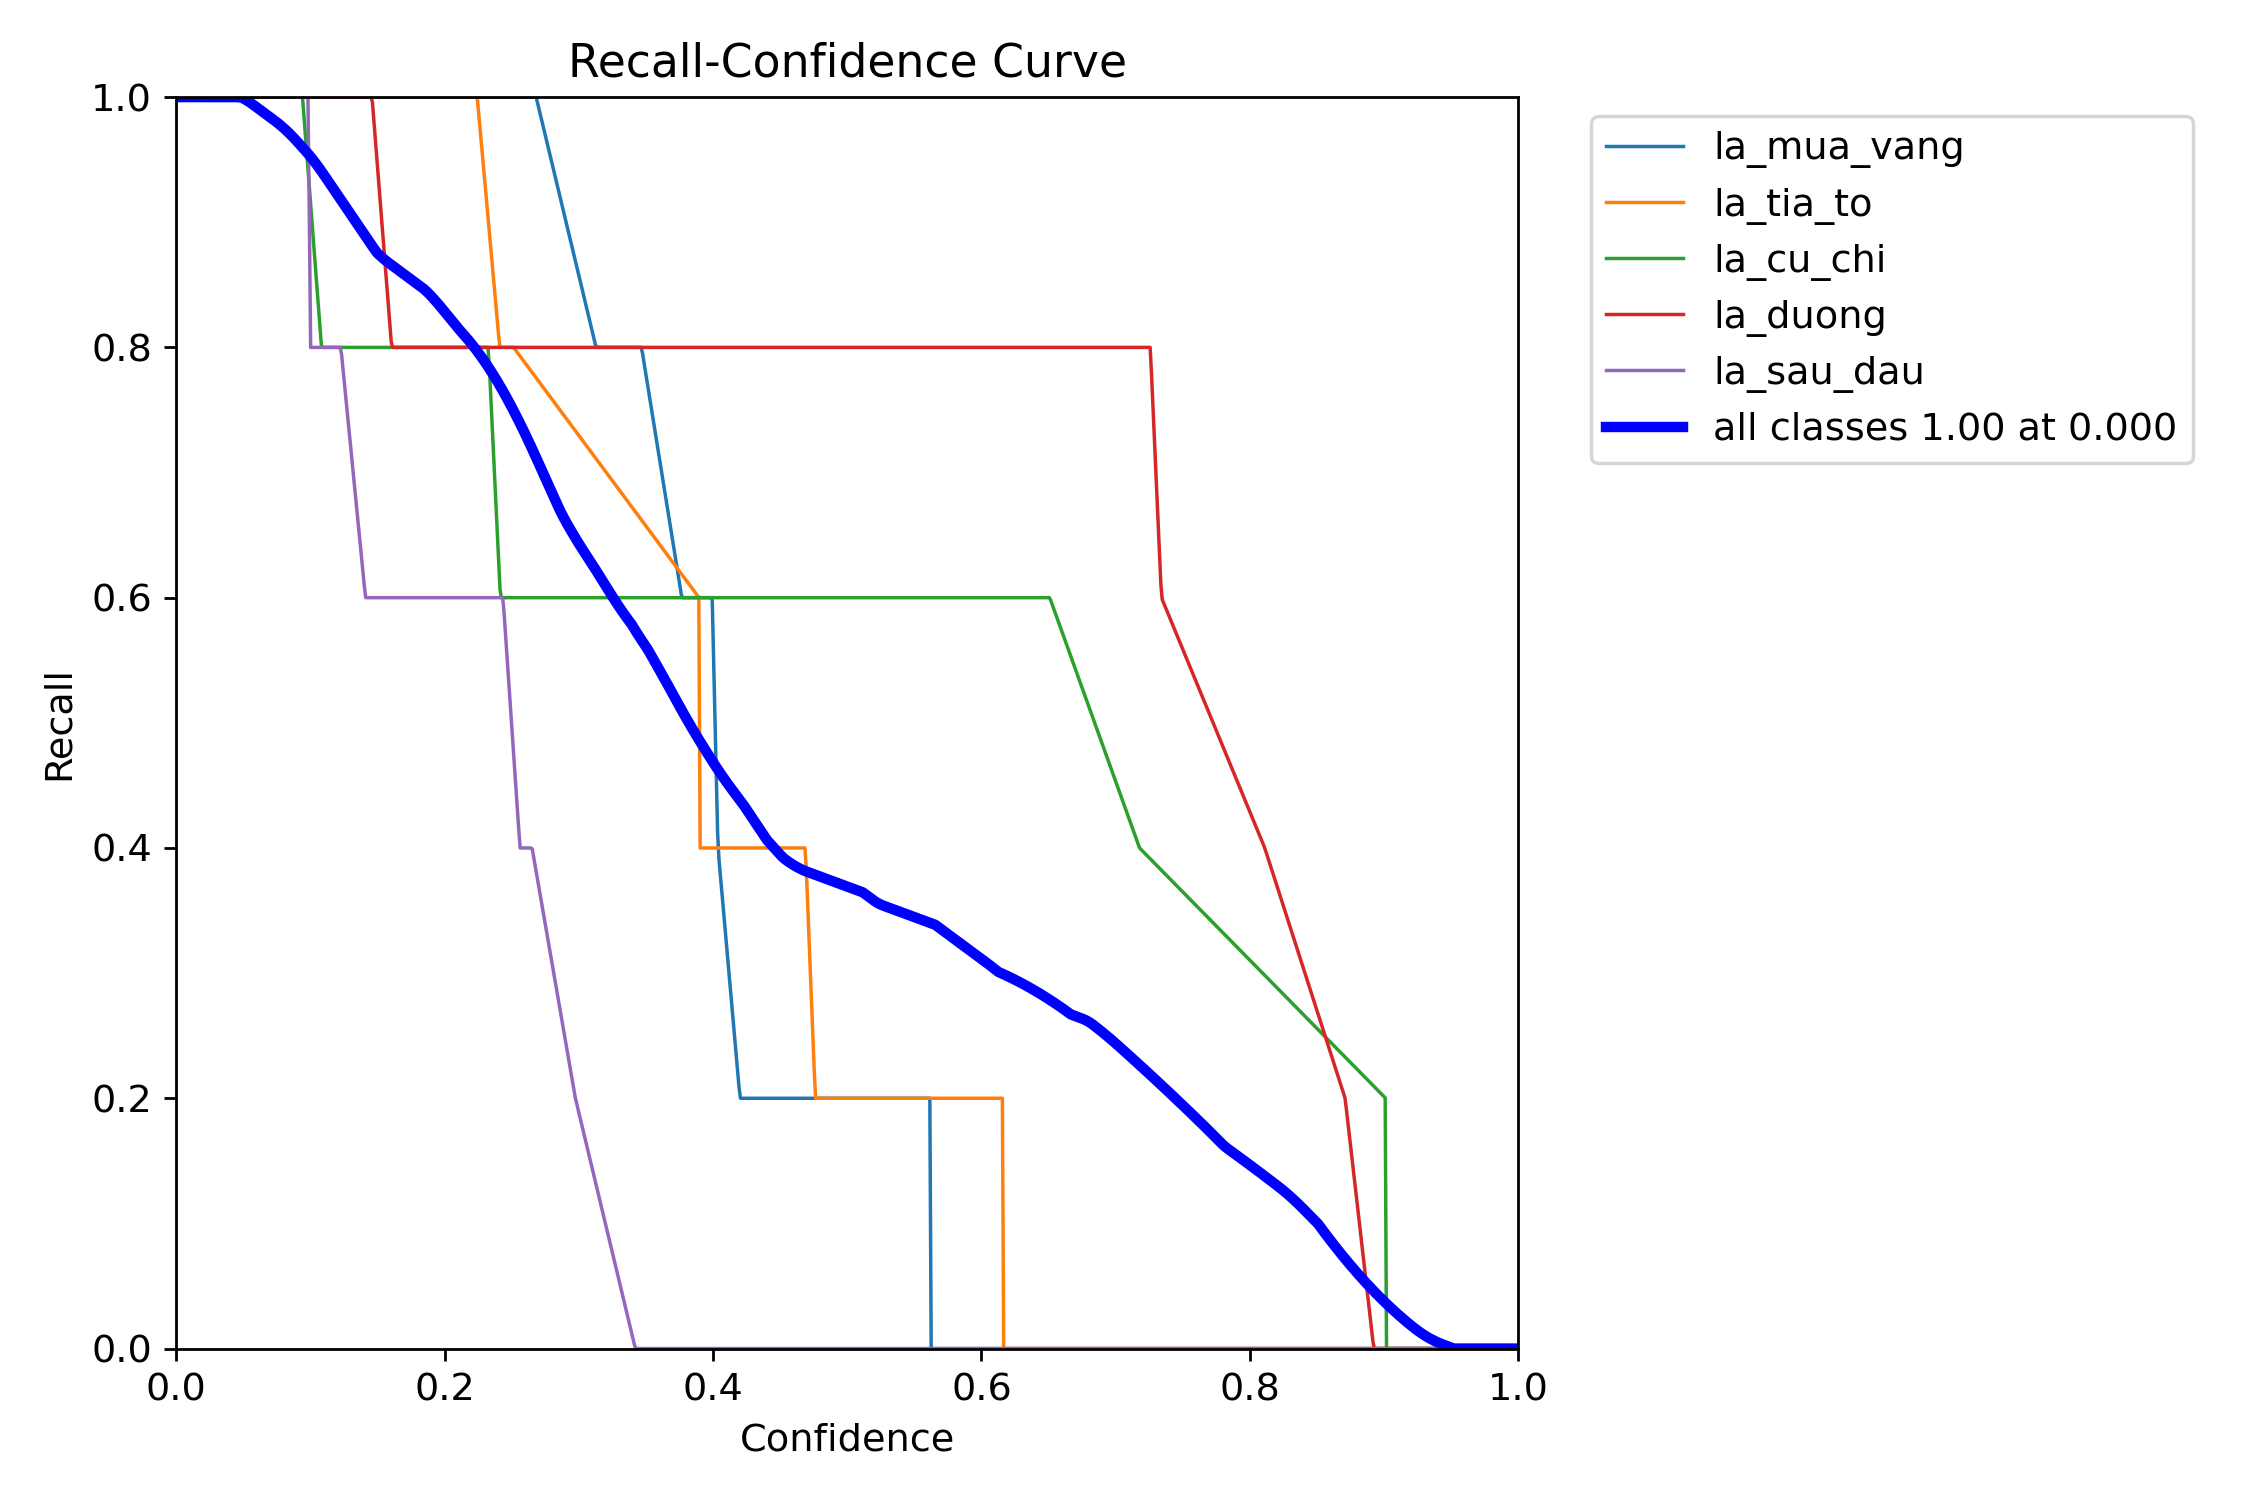 Recall-Confidence Curve
1.0
0.8
0.6
0.4
0.2
0.0
Recall
0.0 0.2 0.4 0.6 0.8 1.0
Confidence
la_mua_vang
la_tia_to
la_cu_chi
la_duong
la_sau_dau
all classes 1.00 at 0.000